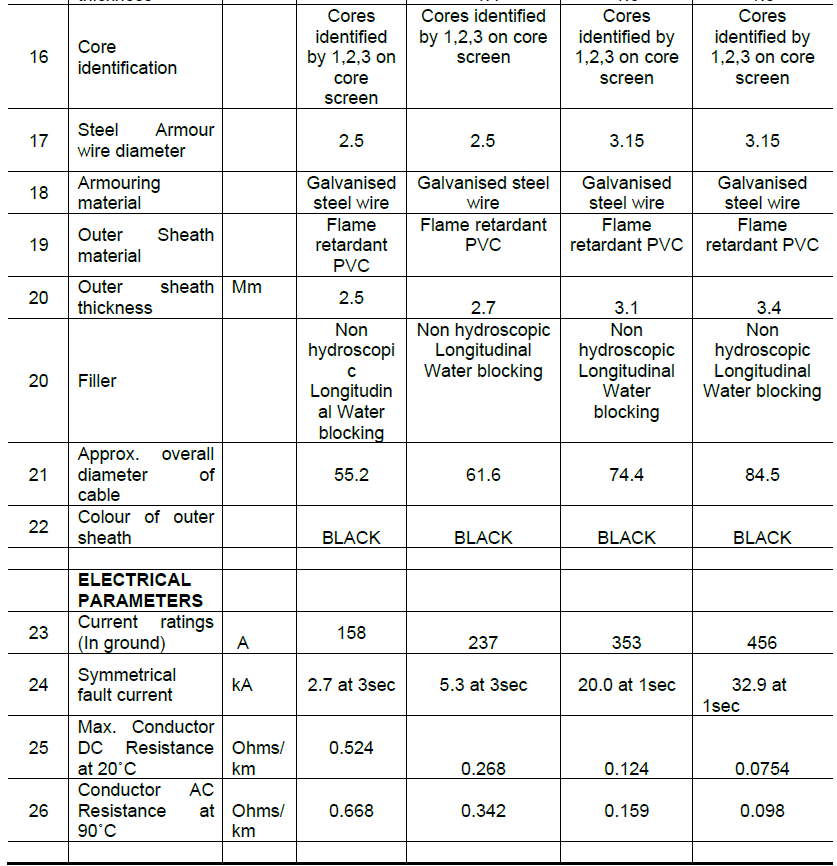 16 Core identification Cores identified by 1,2,3 on core screen Cores identified by 1,2,3 on core screen Cores identified by 1,2,3 on core screen Cores identified by 1,2,3 on core screen
17 Steel Armour wire diameter 2.5 2.5 3.15 3.15
18 Armouring material Galvanised steel wire Galvanised steel wire Galvanised steel wire Galvanised steel wire
19 Outer Sheath material Flame retardant PVC Flame retardant PVC Flame retardant PVC Flame retardant PVC
20 Outer sheath thickness Mm 2.5 2.7 3.1 3.4
20 Filler Non hydroscopic Longitudinal Water blocking Non hydroscopic Longitudinal Water blocking Non hydroscopic Longitudinal Water blocking Non hydroscopic Longitudinal Water blocking
21 Approx. overall diameter of cable 55.2 61.6 74.4 84.5
22 Colour of outer sheath BLACK BLACK BLACK BLACK
ELECTRICAL PARAMETERS
23 Current ratings (In ground) A 158 237 353 456
24 Symmetrical fault current kA 2.7 at 3sec 5.3 at 3sec 20.0 at 1sec 32.9 at 1sec
25 Max. Conductor DC Resistance at 20˚C Ohms/km 0.524 0.268 0.124 0.0754
26 Conductor AC Resistance at 90˚C Ohms/km 0.668 0.342 0.159 0.098